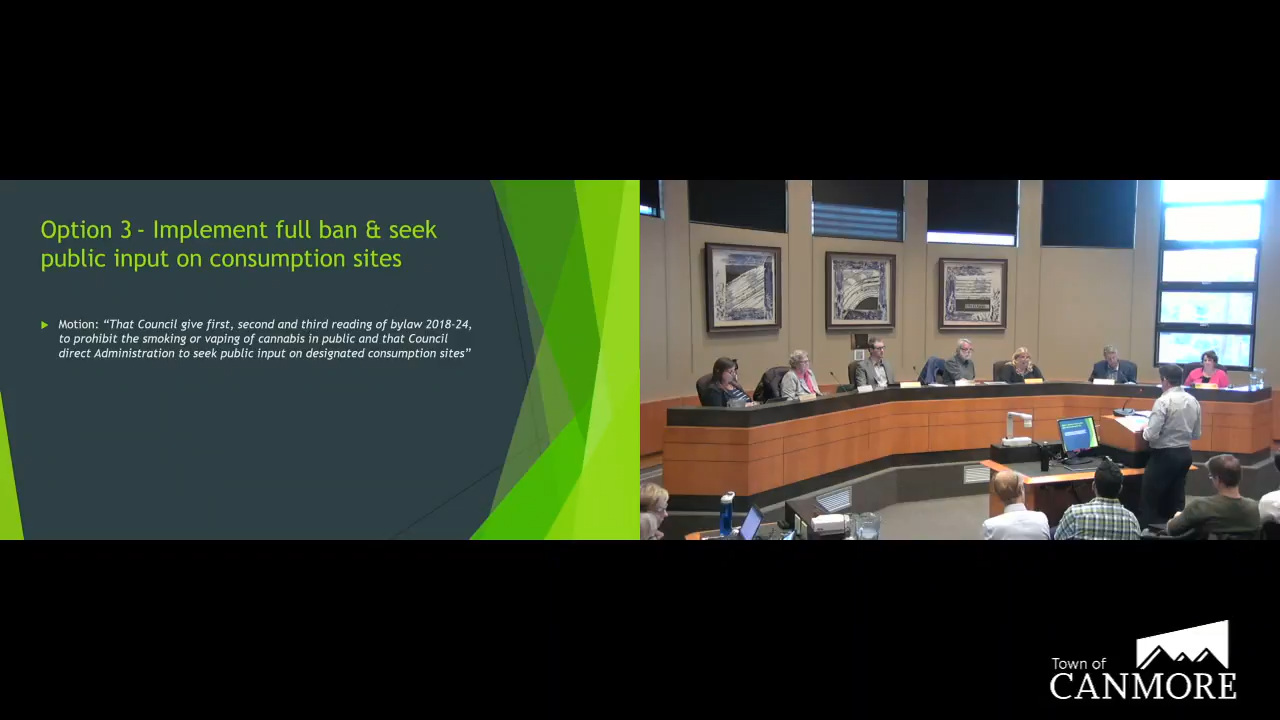 Option 3 - Implement full ban & seek
public input on consumption sites
Motion: “That Council give first, second and third reading of bylaw 2018-24,
to prohibit the smoking or vaping of cannabis in public and that Council
direct Administration to seek public input on designated consumption sites”
Town of
CANMORE